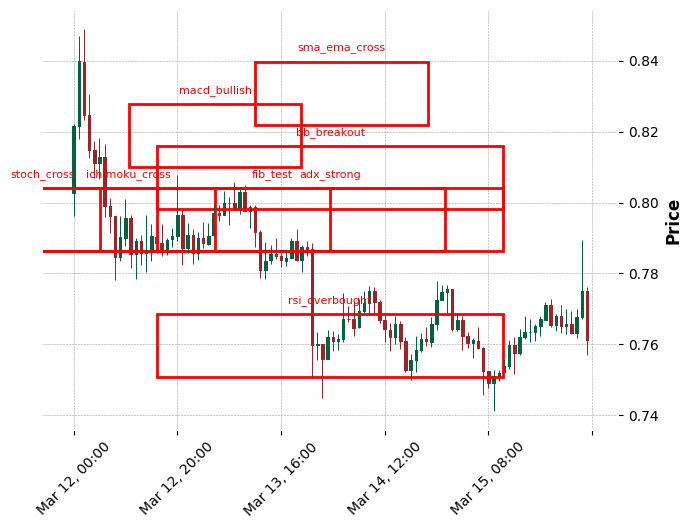 sma_ema_cross
0.84
macd_bullish
0.82
bb_breakout
stoch_cross
ichimoku_cross
fib_test
adx_strong
0.80
0.78
rsi_overbought
0.76
0.74
Price
Mar 12, 00:00
Mar 12, 20:00
Mar 13, 16:00
Mar 14, 12:00
Mar 15, 08:00